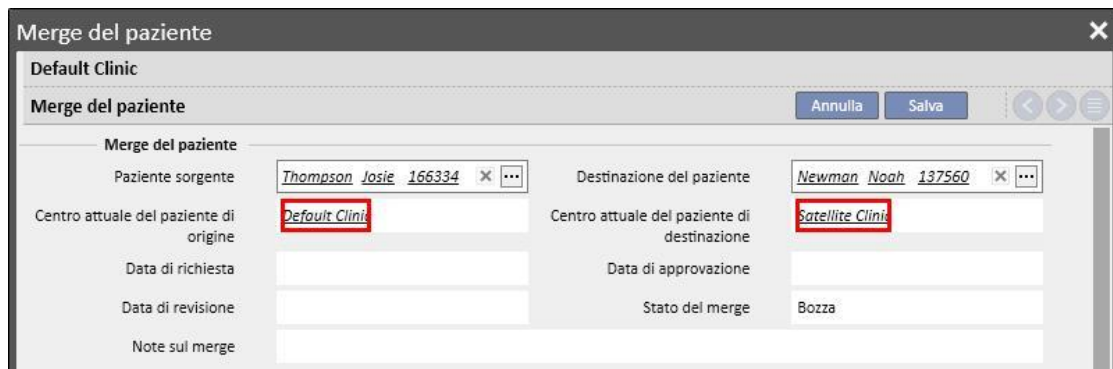 Merge del paziente
Default Clinic
Merge del paziente
Annulla
Salva
Merge del paziente
Paziente sorgente
Thompson Josie 166334
Destinazione del paziente
Newman Noah 137560
Centro attuale del paziente di
origine
Default Clinic
Centro attuale del paziente di
destinazione
Satellite Clinic
Data di richiesta
Data di approvazione
Data di revisione
Stato del merge
Bozza
Note sul merge